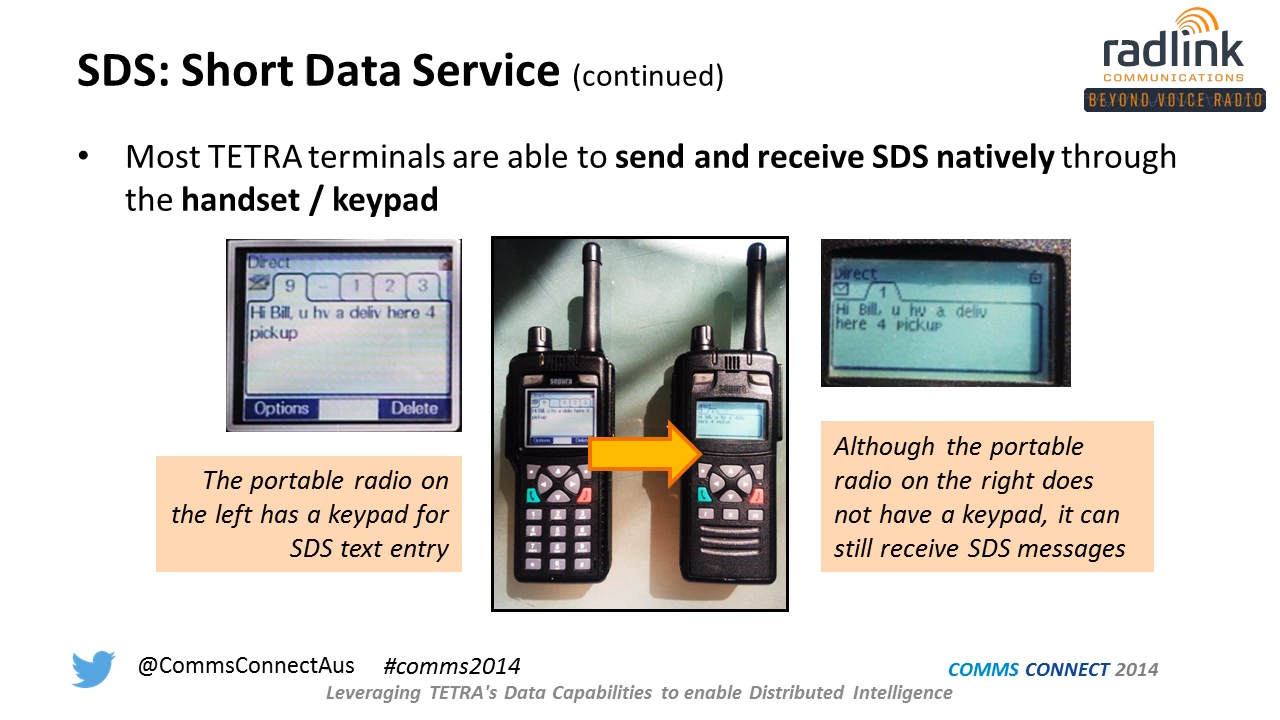 SDS: Short Data Service (continued)
radlink
COMMUNICATIONS
BEYOND VOICE RADIO
• Most TETRA terminals are able to send and receive SDS natively through
the handset / keypad
Direct
9 - 1 2 3
Hi Bill, u hv a deliv here 4
pickup
Options Delete
sepura
Direct
1
Hi Bill, u hv a deliv
here 4 pickup
The portable radio on
the left has a keypad for
SDS text entry
Although the portable
radio on the right does
not have a keypad, it can
still receive SDS messages
@CommsConnectAus #comms2014
COMMS CONNECT 2014
Leveraging TETRA's Data Capabilities to enable Distributed Intelligence